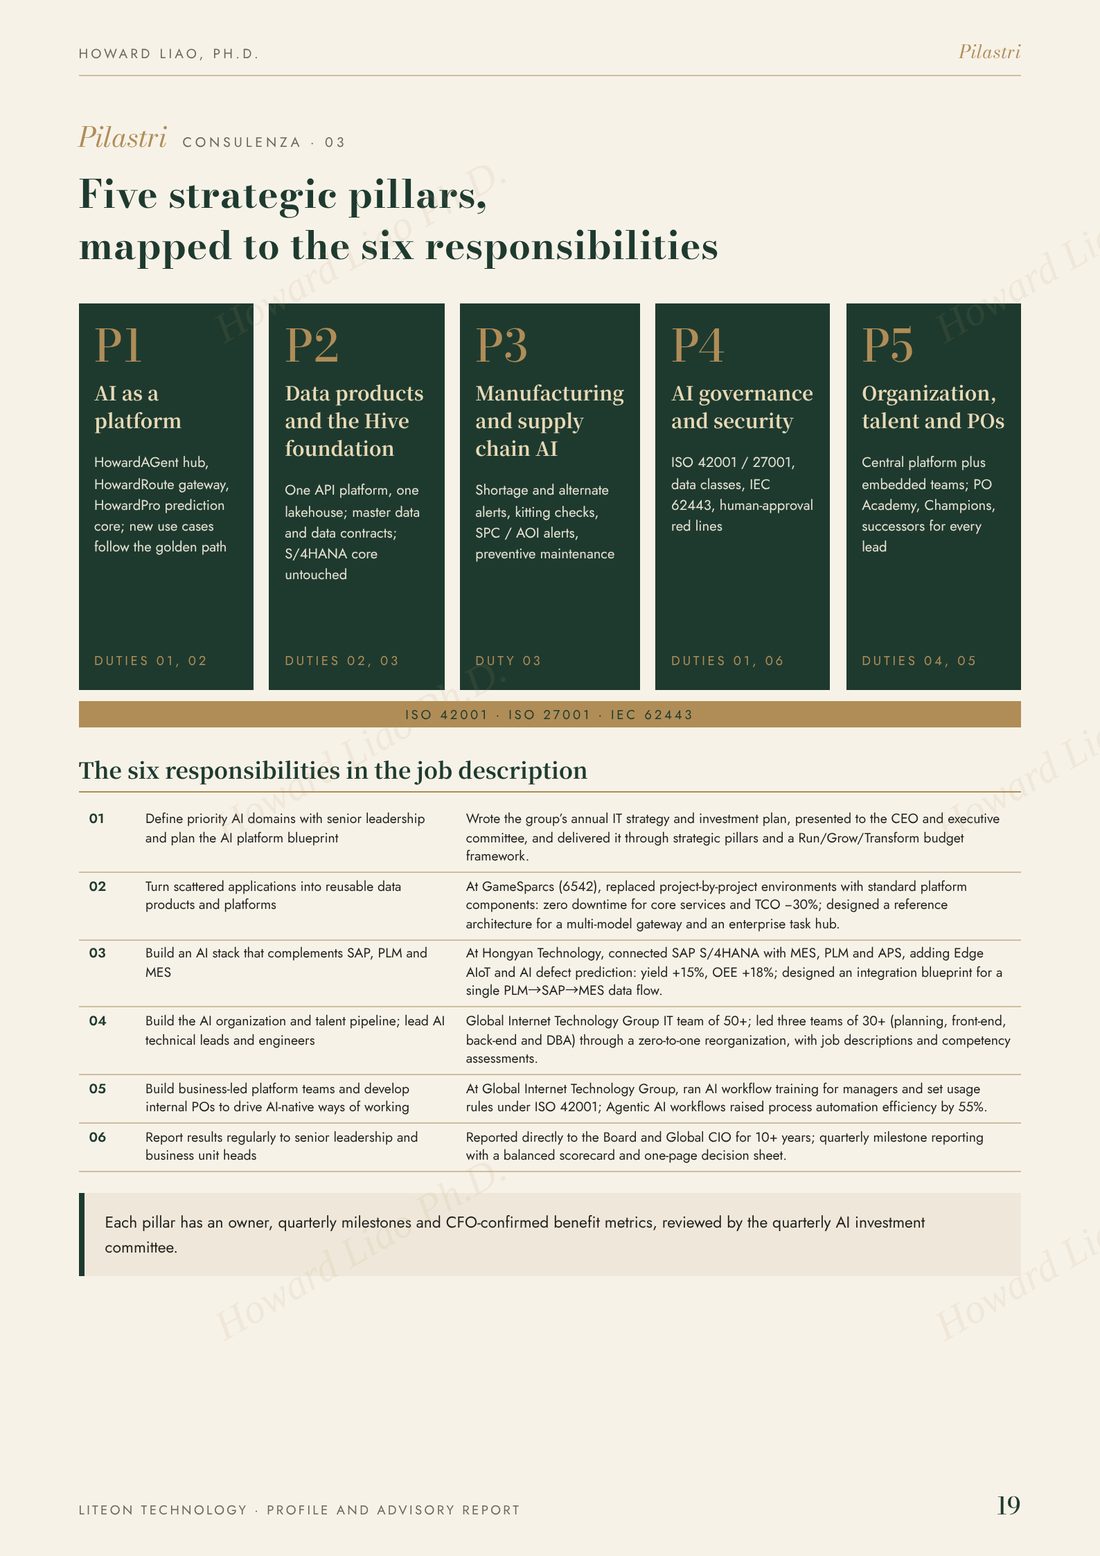 HOWARD LIAO, PH.D.
Pilastri
Pilastri CONSULENZA · 03
Five strategic pillars,
mapped to the six responsibilities
P1
AI as a
platform
HowardAGent hub,
HowardRoute gateway,
HowardPro prediction
core; new use cases
follow the golden path
DUTIES 01, 02
P2
Data products
and the Hive
foundation
One API platform, one
lakehouse; master data
and data contracts;
S/4HANA core
untouched
DUTIES 02, 03
P3
Manufacturing
and supply
chain AI
Shortage and alternate
alerts, kitting checks,
SPC / AOI alerts,
preventive maintenance
DUTY 03
P4
AI governance
and security
ISO 42001 / 27001,
data classes, IEC
62443, human-approval
red lines
DUTIES 01, 06
P5
Organization,
talent and POs
Central platform plus
embedded teams; PO
Academy, Champions,
successors for every
lead
DUTIES 04, 05
ISO 42001 · ISO 27001 · IEC 62443
The six responsibilities in the job description
01
Define priority AI domains with senior leadership
and plan the AI platform blueprint
Wrote the group’s annual IT strategy and investment plan, presented to the CEO and executive
committee, and delivered it through strategic pillars and a Run/Grow/Transform budget
framework.
02
Turn scattered applications into reusable data
products and platforms
At GameSparcs (6542), replaced project-by-project environments with standard platform
components: zero downtime for core services and TCO −30%; designed a reference
architecture for a multi-model gateway and an enterprise task hub.
03
Build an AI stack that complements SAP, PLM and
MES
At Hongyan Technology, connected SAP S/4HANA with MES, PLM and APS, adding Edge
AIoT and AI defect prediction: yield +15%, OEE +18%; designed an integration blueprint for a
single PLM→SAP→MES data flow.
04
Build the AI organization and talent pipeline; lead AI
technical leads and engineers
Global Internet Technology Group IT team of 50+; led three teams of 30+ (planning, front-end,
back-end and DBA) through a zero-to-one reorganization, with job descriptions and competency
assessments.
05
Build business-led platform teams and develop
internal POs to drive AI-native ways of working
At Global Internet Technology Group, ran AI workflow training for managers and set usage
rules under ISO 42001; Agentic AI workflows raised process automation efficiency by 55%.
06
Report results regularly to senior leadership and
business unit heads
Reported directly to the Board and Global CIO for 10+ years; quarterly milestone reporting
with a balanced scorecard and one-page decision sheet.
Each pillar has an owner, quarterly milestones and CFO-confirmed benefit metrics, reviewed by the quarterly AI investment
committee.
Howard Liao Ph.D.
Howard Liao Ph.D.
Howard Liao Ph.D.
LITEON TECHNOLOGY · PROFILE AND ADVISORY REPORT
19